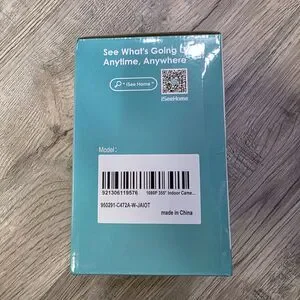 See What's Going
Anytime, Anywhere
" iSee Home "
iSeeHome
Model:
921306119576
1080P 355° Indoor Came...
950291-C472A-W-JAIOT
made in China